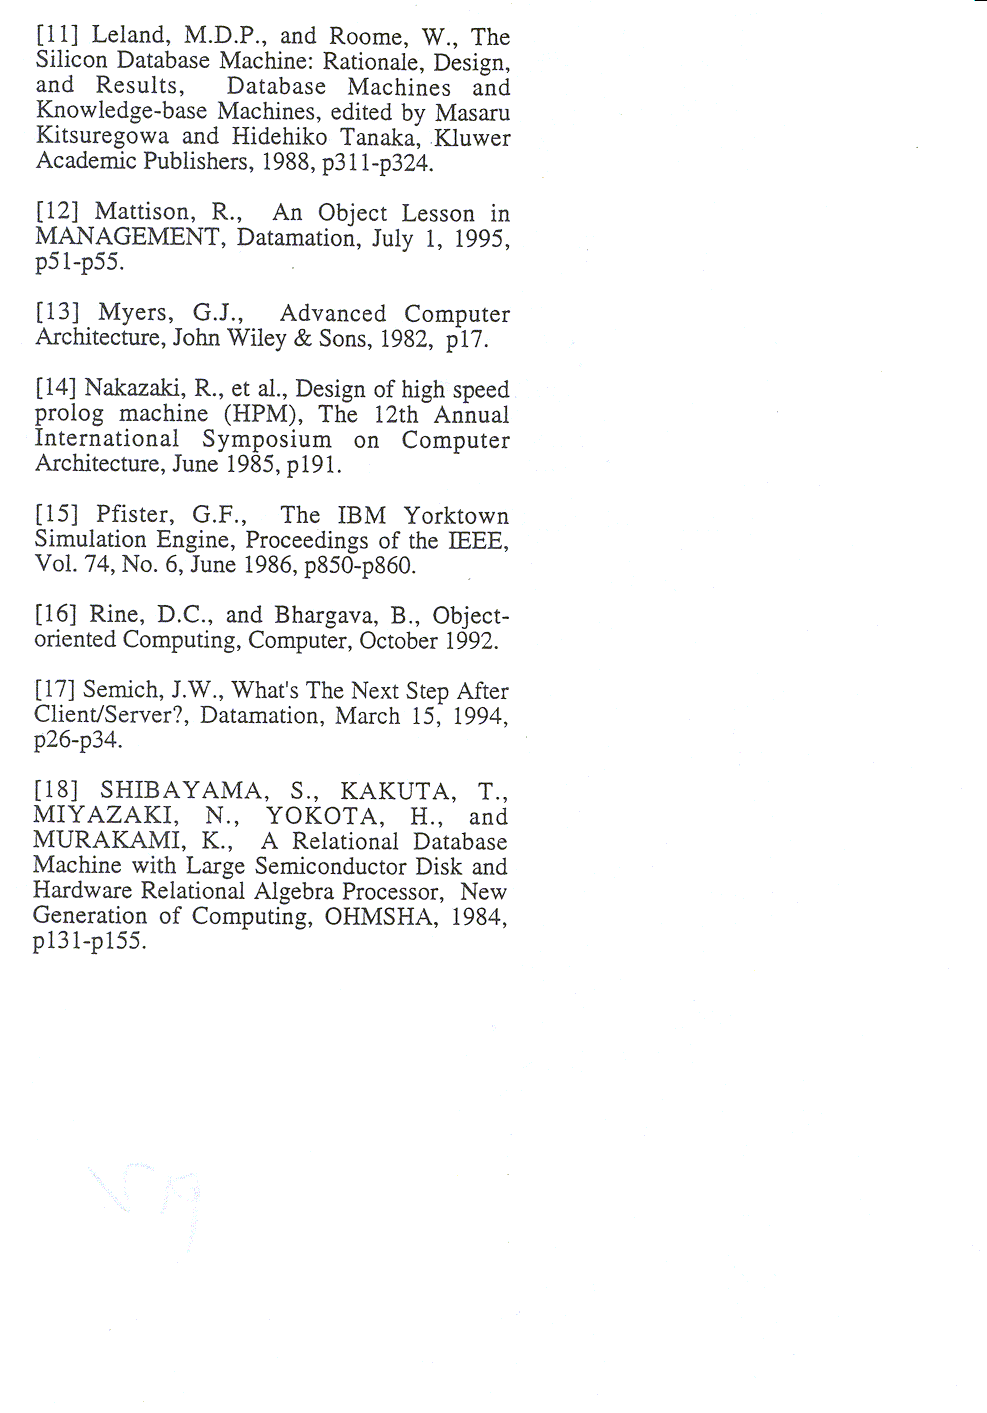 [11] Leland, M.D.P., and Roome, W., The
Silicon Database Machine: Rationale, Design,
and Results, Database Machines and
Knowledge-base Machines, edited by Masaru
Kitsuregowa and Hidehiko Tanaka, Kluwer
Academic Publishers, 1988, p311-p324.
[12] Mattison, R., An Object Lesson in
MANAGEMENT, Datamation, July 1, 1995,
p51-p55.
[13] Myers, G.J., Advanced Computer
Architecture, John Wiley & Sons, 1982, p17.
[14] Nakazaki, R., et al., Design of high speed
prolog machine (HPM), The 12th Annual
International Symposium on Computer
Architecture, June 1985, p191.
[15] Pfister, G.F., The IBM Yorktown
Simulation Engine, Proceedings of the IEEE,
Vol. 74, No. 6, June 1986, p850-p860.
[16] Rine, D.C., and Bhargava, B., Object-
oriented Computing, Computer, October 1992.
[17] Semich, J.W., What's The Next Step After
Client/Server?, Datamation, March 15, 1994,
p26-p34.
[18] SHIBAYAMA, S., KAKUTA, T.,
MIYAZAKI, N., YOKOTA, H., and
MURAKAMI, K., A Relational Database
Machine with Large Semiconductor Disk and
Hardware Relational Algebra Processor, New
Generation of Computing, OHMSHA, 1984,
p131-p155.